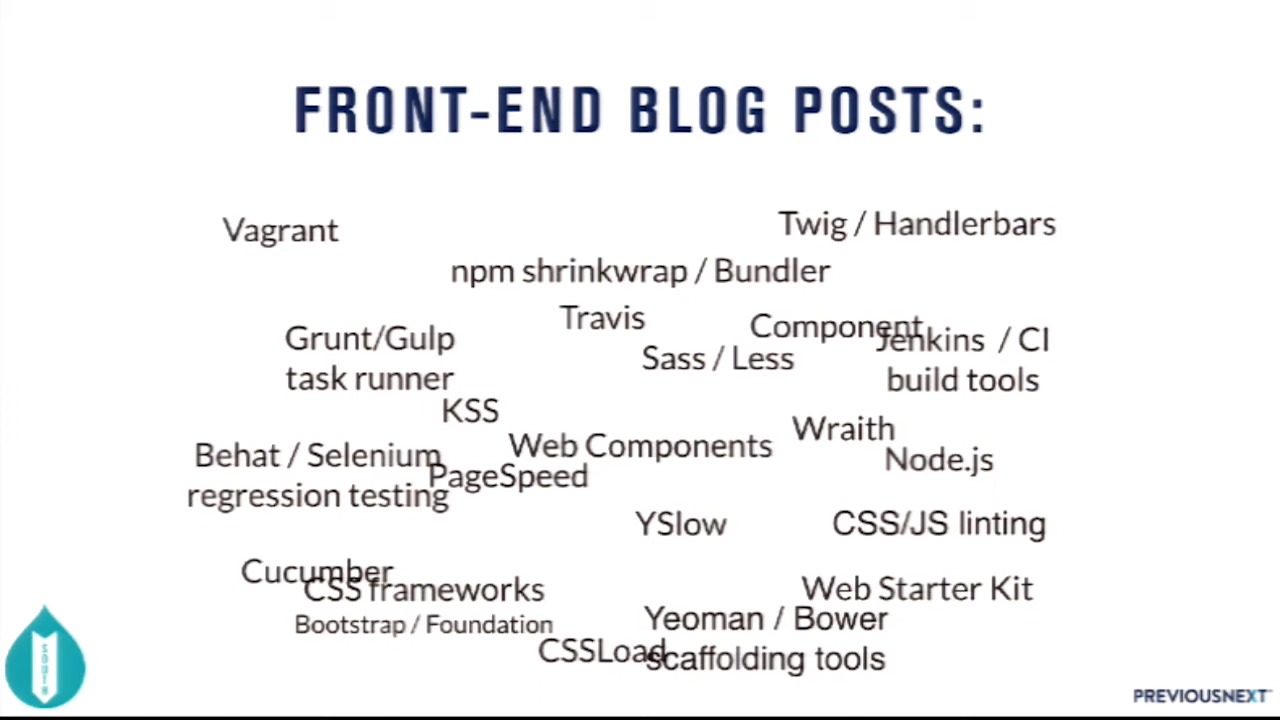 FRONT-END BLOG POSTS:
Vagrant
Twig / Handlerbars
npm shrinkwrap / Bundler
Travis
Component
Grunt/Gulp
task runner
Jenkins / CI
build tools
Sass / Less
KSS
Wraith
Web Components
Behat / Selenium
regression testing
Node.js
PageSpeed
YSlow
CSS/JS linting
Cucumber
CSS frameworks
Bootstrap / Foundation
Web Starter Kit
Yeoman / Bower
scaffolding tools
CSSLoad
SOUTH
PREVIOUSNEXT